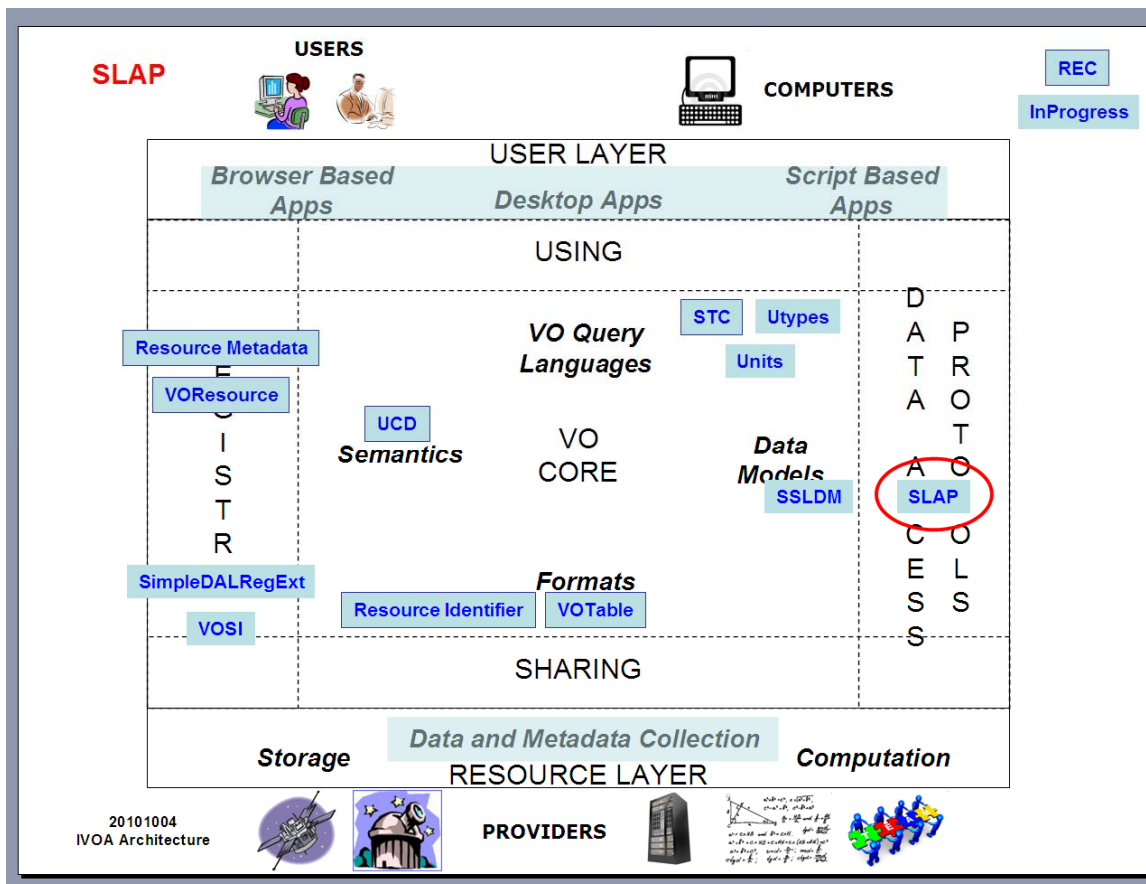 SLAP
USERS
COMPUTERS
REC
InProgress
USER LAYER
Browser Based
Apps
Desktop Apps
Script Based
Apps
USING
Resource Metadata
VOResource
E
G
I
S
T
R
SimpleDALRegExt
VOSI
VO Query
Languages
STC
Utypes
Units
UCD
Semantics
VO
CORE
Data
Models
SSLDM
SLAP
Formats
Resource Identifier
VOTable
D
A
T
A
A
C
E
S
S
P
R
O
T
O
O
L
S
SHARING
Data and Metadata Collection
Storage
Computation
RESOURCE LAYER
20101004
IVOA Architecture
PROVIDERS